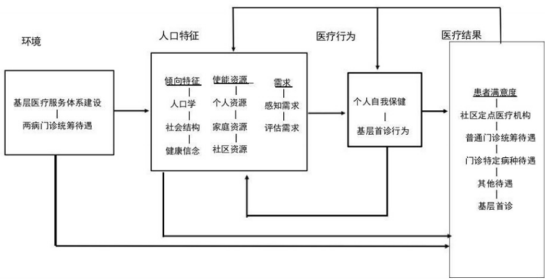 环境
人口特征
医疗行为
医疗结果
基层医疗服务体系建设
两病门诊统筹待遇
倾向特征
人口学
社会结构
健康信念
使能资源
个人资源
家庭资源
社区资源
需求
感知需求
评估需求
个人自我保健
基层首诊行为
患者满意度
社区定点医疗机构
普通门诊统筹待遇
门诊特定病种待遇
其他待遇
基层首诊